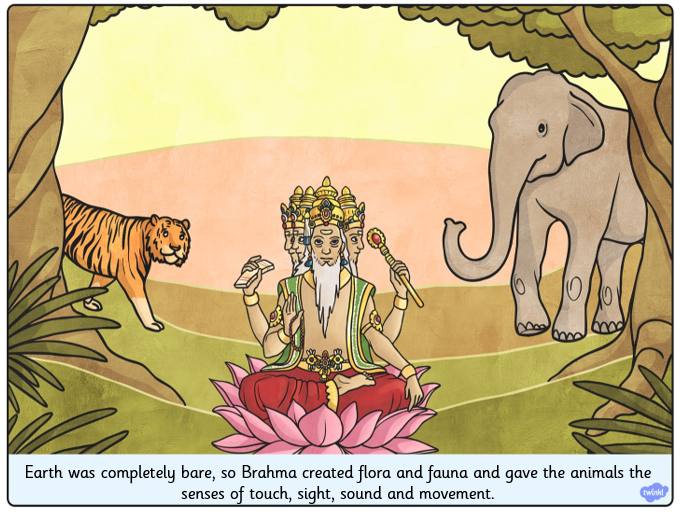 Earth was completely bare, so Brahma created flora and fauna and gave the animals the
senses of touch, sight, sound and movement.
twinkl